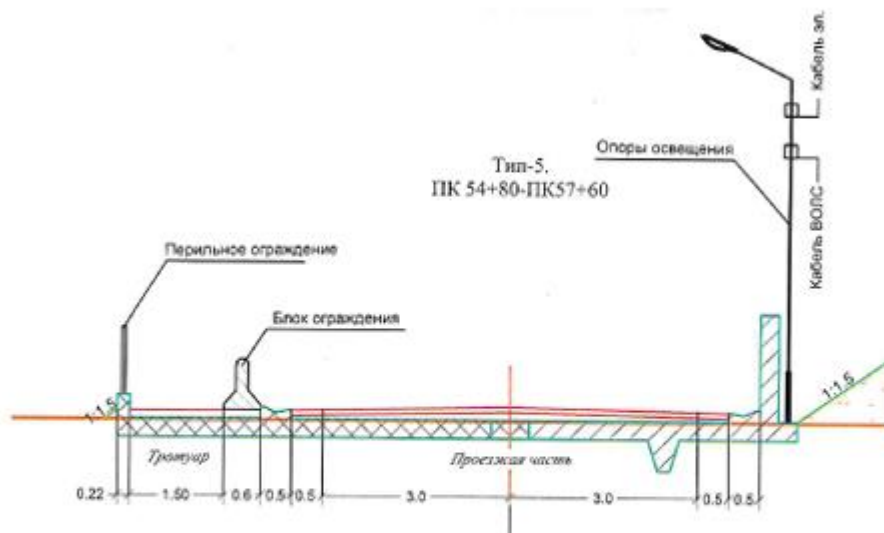 Кабель эл.
Опоры освещения
Тип-5.
ПК 54+80-ПК57+60
Кабель ВОЛС
Перильное ограждение
Блок ограждения
1:1.5
1:1.5
Тротуар
Проезжая часть
0.22
1.50
0.6
0.5
0.5
3.0
3.0
0.5
0.5